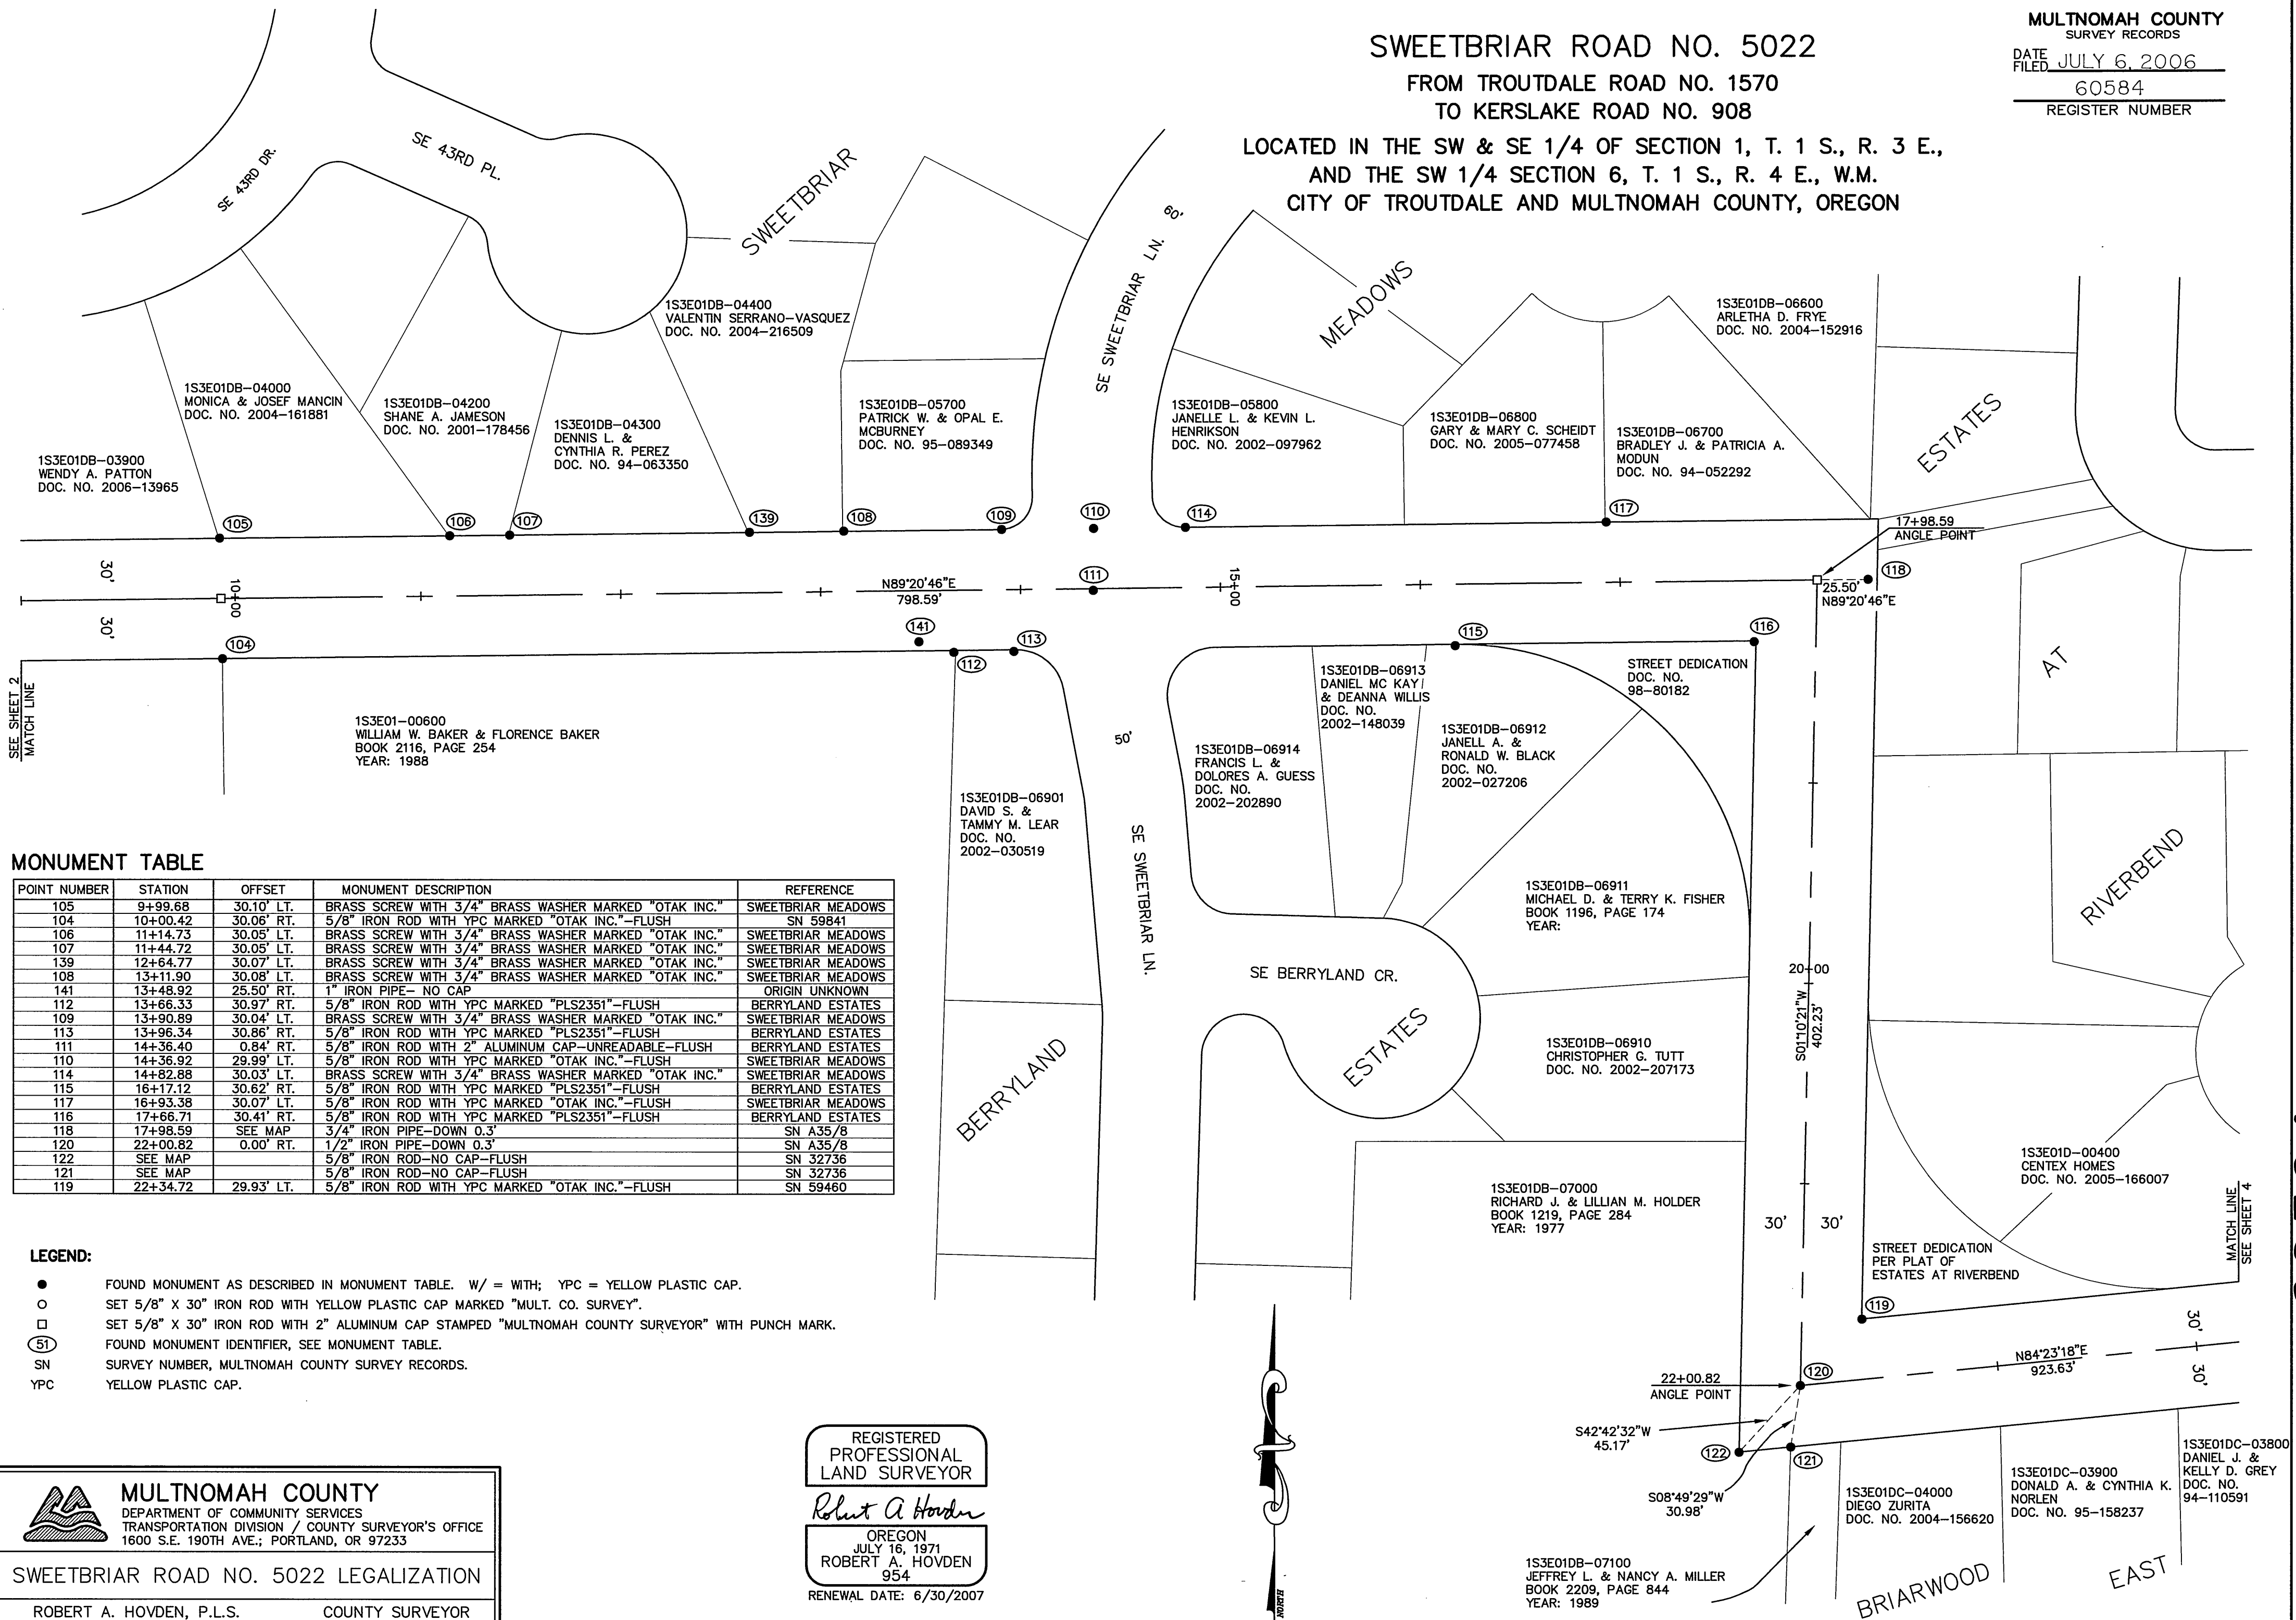 SWEETBRIAR ROAD NO. 5022
FROM TROUTDALE ROAD NO. 1570
TO KERSLAKE ROAD NO. 908
LOCATED IN THE SW & SE 1/4 OF SECTION 1, T. 1 S., R. 3 E.,
AND THE SW 1/4 SECTION 6, T. 1 S., R. 4 E., W.M.
CITY OF TROUTDALE AND MULTNOMAH COUNTY, OREGON
MULTNOMAH COUNTY
SURVEY RECORDS
DATE FILED JULY 6, 2006
60584
REGISTER NUMBER
SE 43RD DR.
SE 43RD PL.
SWEETBRIAR
SE SWEETBRIAR LN. 60'
MEADOWS
ESTATES
AT
RIVERBEND
1S3E01DB-03900
WENDY A. PATTON
DOC. NO. 2006-13965
1S3E01DB-04000
MONICA & JOSEF MANCIN
DOC. NO. 2004-161881
1S3E01DB-04200
SHANE A. JAMESON
DOC. NO. 2001-178456
1S3E01DB-04300
DENNIS L. &
CYNTHIA R. PEREZ
DOC. NO. 94-063350
1S3E01DB-04400
VALENTIN SERRANO-VASQUEZ
DOC. NO. 2004-216509
1S3E01DB-05700
PATRICK W. & OPAL E.
MCBURNEY
DOC. NO. 95-089349
1S3E01DB-05800
JANELLE L. & KEVIN L.
HENRIKSON
DOC. NO. 2002-097962
1S3E01DB-06800
GARY & MARY C. SCHEIDT
DOC. NO. 2005-077458
1S3E01DB-06700
BRADLEY J. & PATRICIA A.
MODUN
DOC. NO. 94-052292
1S3E01DB-06600
ARLETHA D. FRYE
DOC. NO. 2004-152916
105
106
107
139
108
109
110
114
117
17+98.59
ANGLE POINT
30'
30'
10+00
N89°20'46"E
798.59'
111
15+00
118
25.50'
N89°20'46"E
104
141
112
113
115
116
SEE SHEET 2
MATCH LINE
1S3E01-00600
WILLIAM W. BAKER & FLORENCE BAKER
BOOK 2116, PAGE 254
YEAR: 1988
1S3E01DB-06901
DAVID S. &
TAMMY M. LEAR
DOC. NO.
2002-030519
50'
SE SWEETBRIAR LN.
1S3E01DB-06914
FRANCIS L. &
DOLORES A. GUESS
DOC. NO.
2002-202890
1S3E01DB-06913
DANIEL MC KAY
& DEANNA WILLIS
DOC. NO.
2002-148039
1S3E01DB-06912
JANELL A. &
RONALD W. BLACK
DOC. NO.
2002-027206
STREET DEDICATION
DOC. NO.
98-80182
1S3E01DB-06911
MICHAEL D. & TERRY K. FISHER
BOOK 1196, PAGE 174
YEAR:
SE BERRYLAND CR.
BERRYLAND
ESTATES
1S3E01DB-06910
CHRISTOPHER G. TUTT
DOC. NO. 2002-207173
20+00
S01°10'21"W
402.23'
1S3E01DB-07000
RICHARD J. & LILLIAN M. HOLDER
BOOK 1219, PAGE 284
YEAR: 1977
30'
30'
1S3E01D-00400
CENTEX HOMES
DOC. NO. 2005-166007
STREET DEDICATION
PER PLAT OF
ESTATES AT RIVERBEND
MATCH LINE
SEE SHEET 4
119
30'
30'
N84°23'18"E
923.63'
120
22+00.82
ANGLE POINT
S42°42'32"W
45.17'
122
121
S08°49'29"W
30.98'
1S3E01DB-07100
JEFFREY L. & NANCY A. MILLER
BOOK 2209, PAGE 844
YEAR: 1989
1S3E01DC-04000
DIEGO ZURITA
DOC. NO. 2004-156620
1S3E01DC-03900
DONALD A. & CYNTHIA K.
NORLEN
DOC. NO. 95-158237
1S3E01DC-03800
DANIEL J. &
KELLY D. GREY
DOC. NO.
94-110591
BRIARWOOD
EAST
MONUMENT TABLE
POINT NUMBER STATION OFFSET MONUMENT DESCRIPTION REFERENCE
105 9+99.68 30.10' LT. BRASS SCREW WITH 3/4" BRASS WASHER MARKED "OTAK INC." SWEETBRIAR MEADOWS
104 10+00.42 30.06' RT. 5/8" IRON ROD WITH YPC MARKED "OTAK INC."-FLUSH SN 59841
106 11+14.73 30.05' LT. BRASS SCREW WITH 3/4" BRASS WASHER MARKED "OTAK INC." SWEETBRIAR MEADOWS
107 11+44.72 30.05' LT. BRASS SCREW WITH 3/4" BRASS WASHER MARKED "OTAK INC." SWEETBRIAR MEADOWS
139 12+64.77 30.07' LT. BRASS SCREW WITH 3/4" BRASS WASHER MARKED "OTAK INC." SWEETBRIAR MEADOWS
108 13+11.90 30.08' LT. BRASS SCREW WITH 3/4" BRASS WASHER MARKED "OTAK INC." SWEETBRIAR MEADOWS
141 13+48.92 25.50' RT. 1" IRON PIPE- NO CAP ORIGIN UNKNOWN
112 13+66.33 30.97' RT. 5/8" IRON ROD WITH YPC MARKED "PLS2351"-FLUSH BERRYLAND ESTATES
109 13+90.89 30.04' LT. BRASS SCREW WITH 3/4" BRASS WASHER MARKED "OTAK INC." SWEETBRIAR MEADOWS
113 13+96.34 30.86' RT. 5/8" IRON ROD WITH YPC MARKED "PLS2351"-FLUSH BERRYLAND ESTATES
111 14+36.40 0.84' RT. 5/8" IRON ROD WITH 2" ALUMINUM CAP-UNREADABLE-FLUSH BERRYLAND ESTATES
110 14+36.92 29.99' LT. 5/8" IRON ROD WITH YPC MARKED "OTAK INC."-FLUSH SWEETBRIAR MEADOWS
114 14+82.88 30.03' LT. BRASS SCREW WITH 3/4" BRASS WASHER MARKED "OTAK INC." SWEETBRIAR MEADOWS
115 16+17.12 30.62' RT. 5/8" IRON ROD WITH YPC MARKED "PLS2351"-FLUSH BERRYLAND ESTATES
117 16+93.38 30.07' LT. 5/8" IRON ROD WITH YPC MARKED "OTAK INC."-FLUSH SWEETBRIAR MEADOWS
116 17+66.71 30.41' RT. 5/8" IRON ROD WITH YPC MARKED "PLS2351"-FLUSH BERRYLAND ESTATES
118 17+98.59 SEE MAP 3/4" IRON PIPE-DOWN 0.3' SN A35/8
120 22+00.82 0.00' RT. 1/2" IRON PIPE-DOWN 0.3' SN A35/8
122 SEE MAP 5/8" IRON ROD-NO CAP-FLUSH SN 32736
121 SEE MAP 5/8" IRON ROD-NO CAP-FLUSH SN 32736
119 22+34.72 29.93' LT. 5/8" IRON ROD WITH YPC MARKED "OTAK INC."-FLUSH SN 59460
LEGEND:
FOUND MONUMENT AS DESCRIBED IN MONUMENT TABLE. W/ = WITH; YPC = YELLOW PLASTIC CAP.
SET 5/8" X 30" IRON ROD WITH YELLOW PLASTIC CAP MARKED "MULT. CO. SURVEY".
SET 5/8" X 30" IRON ROD WITH 2" ALUMINUM CAP STAMPED "MULTNOMAH COUNTY SURVEYOR" WITH PUNCH MARK.
51 FOUND MONUMENT IDENTIFIER, SEE MONUMENT TABLE.
SN SURVEY NUMBER, MULTNOMAH COUNTY SURVEY RECORDS.
YPC YELLOW PLASTIC CAP.
MULTNOMAH COUNTY
DEPARTMENT OF COMMUNITY SERVICES
TRANSPORTATION DIVISION / COUNTY SURVEYOR'S OFFICE
1600 S.E. 190TH AVE.; PORTLAND, OR 97233
SWEETBRIAR ROAD NO. 5022 LEGALIZATION
ROBERT A. HOVDEN, P.L.S. COUNTY SURVEYOR
REGISTERED
PROFESSIONAL
LAND SURVEYOR
Robert A Hovden
OREGON
JULY 16, 1971
ROBERT A. HOVDEN
954
RENEWAL DATE: 6/30/2007